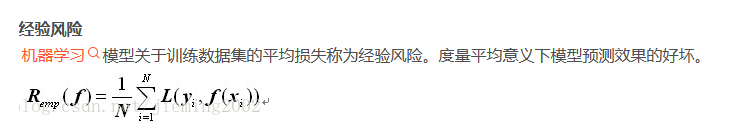 经验风险
机器学习 模型关于训练数据集的平均损失称为经验风险。度量平均意义下模型预测效果的好坏。
R_emp(f) = 1/N ∑_{i=1}^{N} L(y_i, f(x_i))